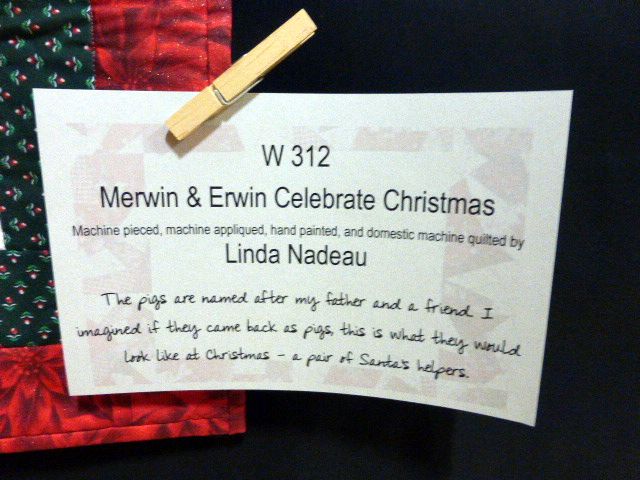 W 312
Merwin & Erwin Celebrate Christmas
Machine pieced, machine appliqued, hand painted, and domestic machine quilted by
Linda Nadeau
The pigs are named after my father and a friend. I
imagined if they came back as pigs, this is what they would
look like at Christmas - a pair of Santa's helpers.